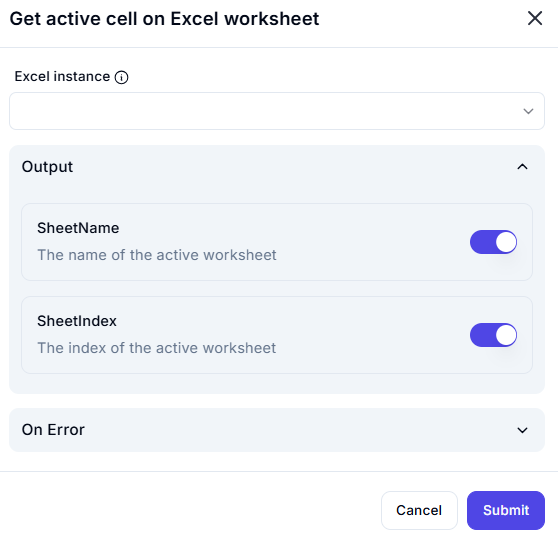 Get active cell on Excel worksheet
Excel instance
Output
SheetName
The name of the active worksheet
SheetIndex
The index of the active worksheet
On Error
Cancel
Submit